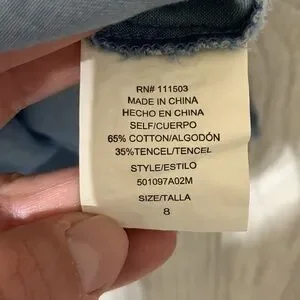 RN# 111503
MADE IN CHINA
HECHO EN CHINA
SELF/CUERPO
65% COTTON/ALGODÓN
35%TENCEL/TENCEL
STYLE/ESTILO
501097A02M
SIZE/TALLA
8